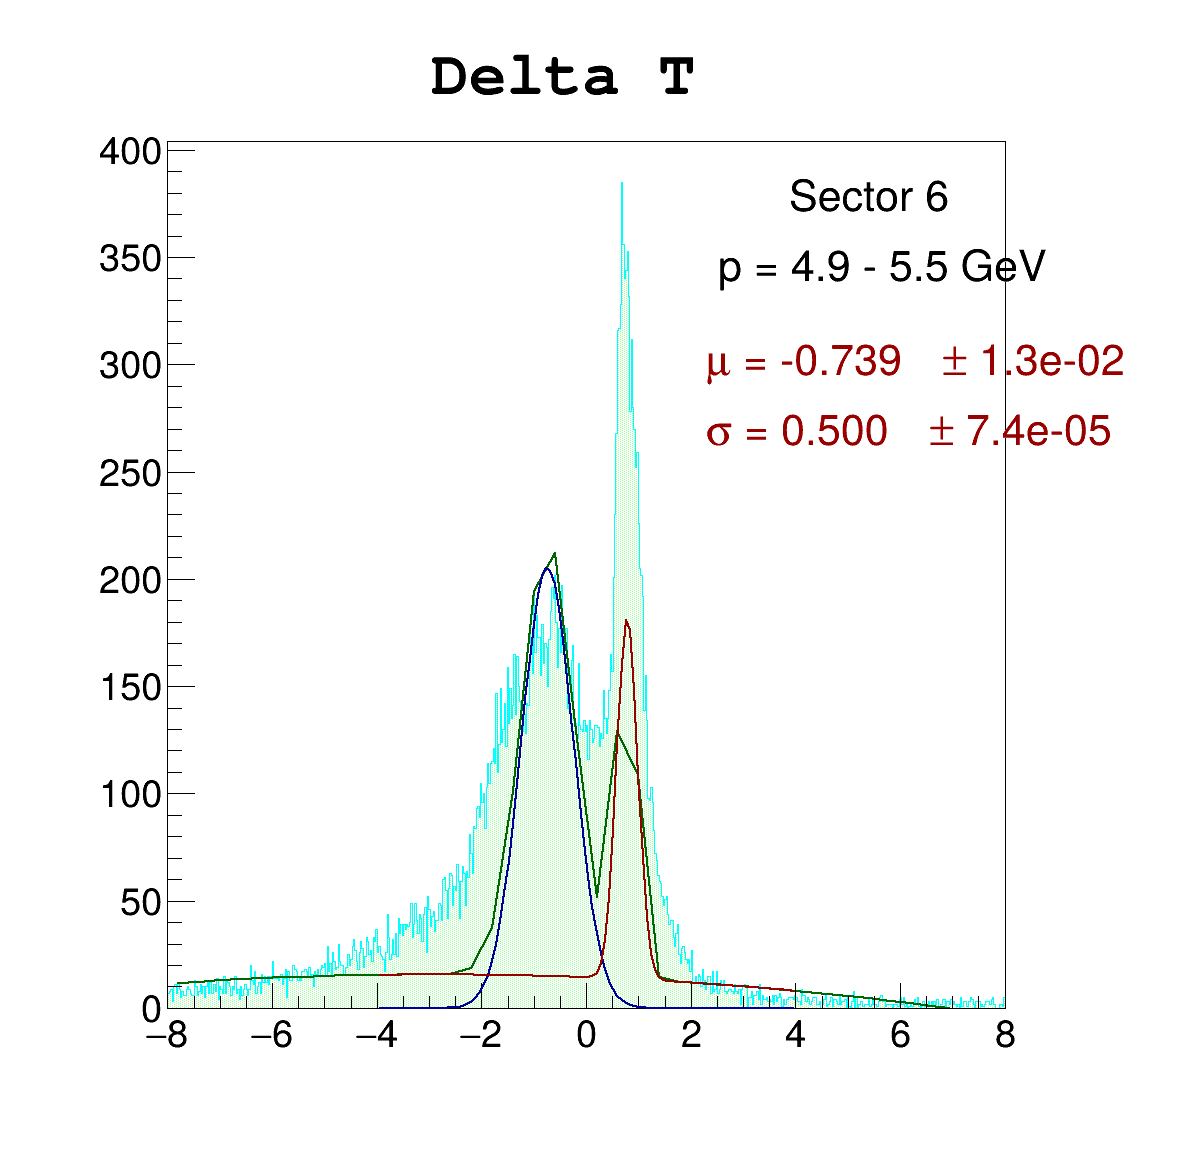 Delta T
400
Sector 6
350
p = 4.9 - 5.5 GeV
300
μ = -0.739 ± 1.3e-02
σ = 0.500 ± 7.4e-05
250
200
150
100
50
0
−8 −6 −4 −2 0 2 4 6 8